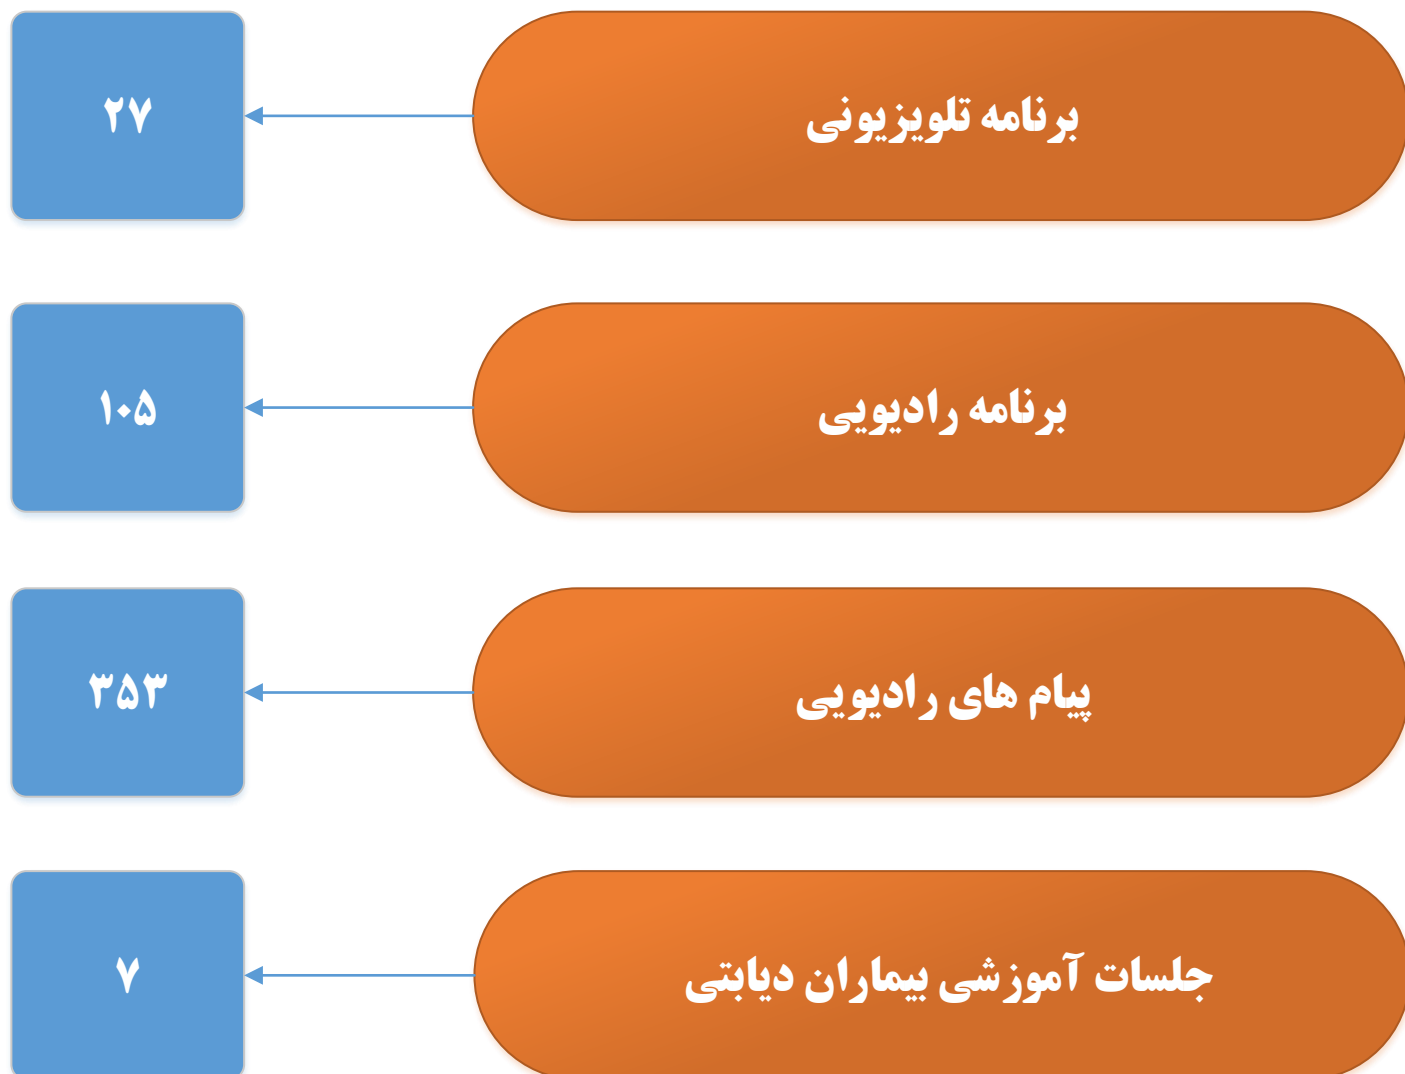 برنامه تلویزیونی
۲۷
برنامه رادیویی
۱۰۵
پیام های رادیویی
۳۵۳
جلسات آموزشی بیماران دیابتی
۷